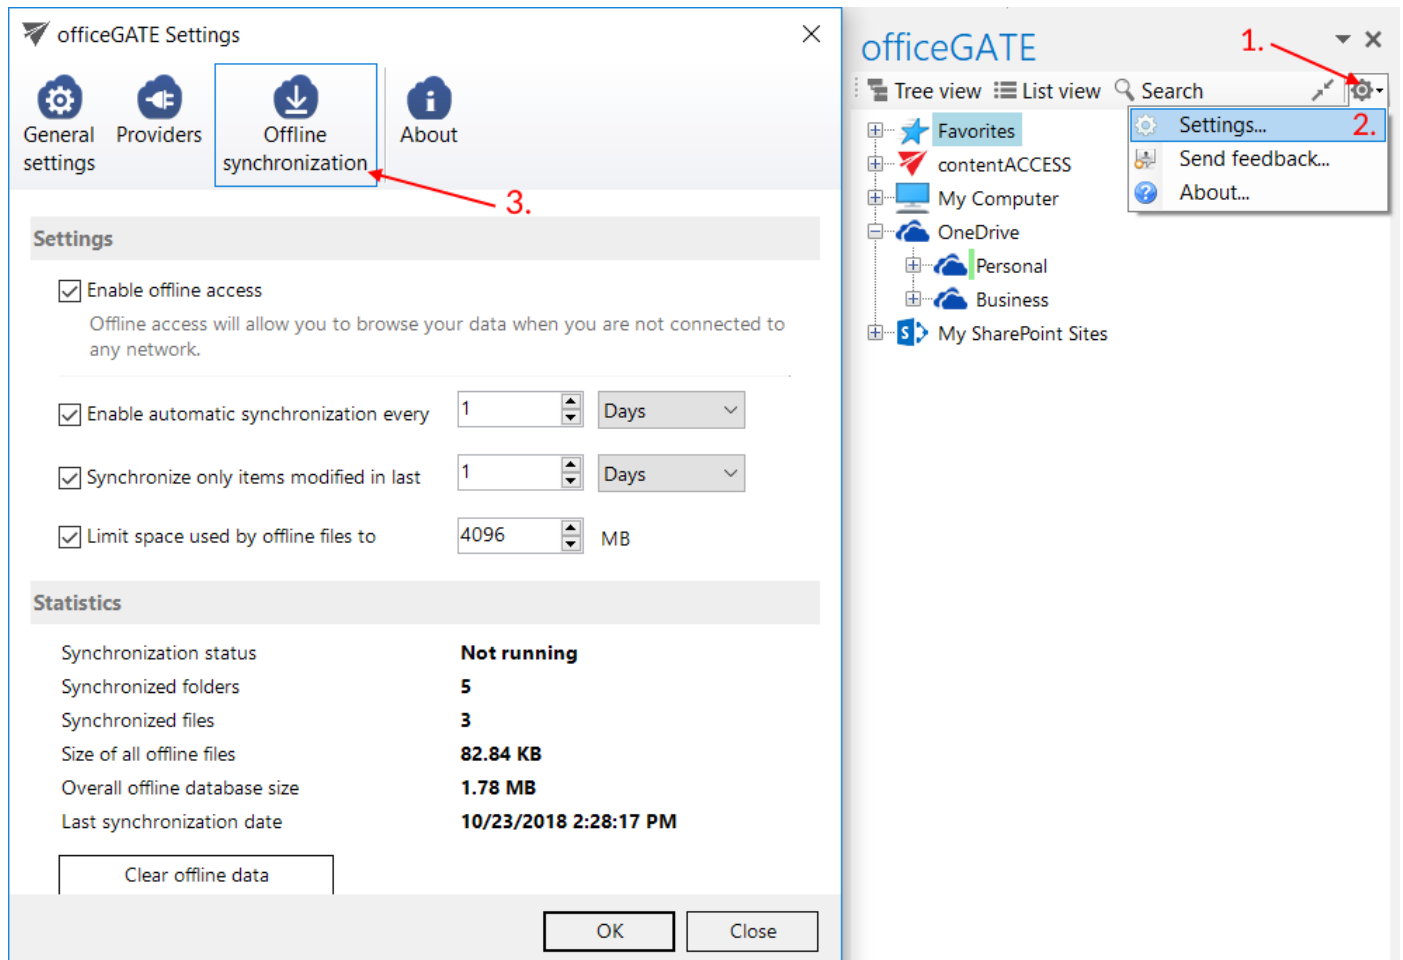 officeGATE Settings
General settings
Providers
Offline synchronization
About
3.
Settings
Enable offline access
Offline access will allow you to browse your data when you are not connected to
any network.
Enable automatic synchronization every 1 Days
Synchronize only items modified in last 1 Days
Limit space used by offline files to 4096 MB
Statistics
Synchronization status Not running
Synchronized folders 5
Synchronized files 3
Size of all offline files 82.84 KB
Overall offline database size 1.78 MB
Last synchronization date 10/23/2018 2:28:17 PM
Clear offline data
OK Close
officeGATE
1.
Tree view List view Search
Settings... 2.
Send feedback...
About...
Favorites
contentACCESS
My Computer
OneDrive
Personal
Business
My SharePoint Sites